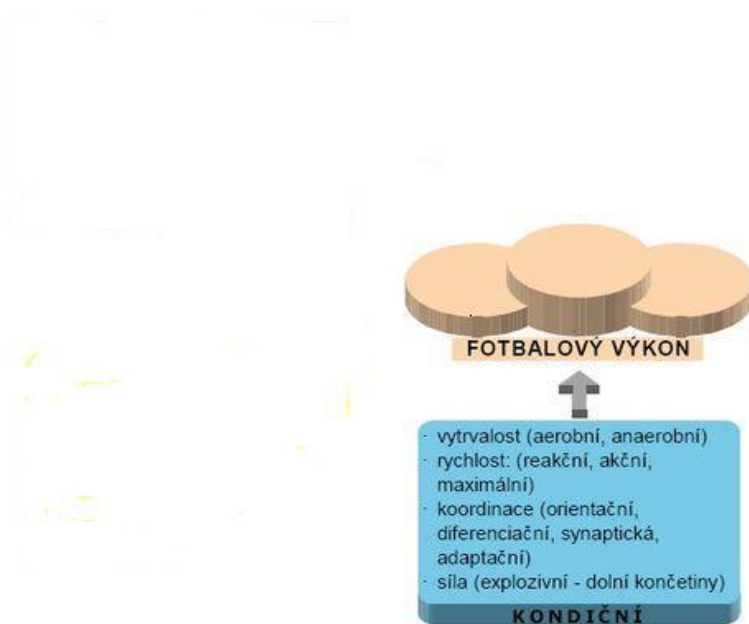 FOTBALOVÝ VÝKON
· vytrvalost (aerobní, anaerobní)
· rychlost: (reakční, akční,
maximální)
· koordinace (orientační,
diferenciační, synaptická,
adaptační)
· síla (explozivní - dolní končetiny)
KONDIČNÍ